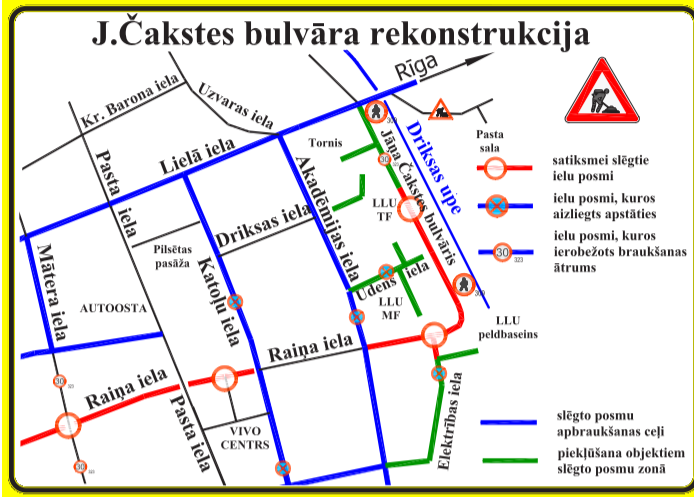 J.Čakstes bulvāra rekonstrukcija
Rīga
Kr. Barona iela
Uzvaras iela
Tornis
Pasta
sala
Driksas upe
Jāņa Čakstes bulvāris
Lielā iela
Pasta iela
Akadēmijas iela
LLU
TF
Driksas iela
Mātera iela
Pilsētas
pasāža
Katoļu iela
AUTOOSTA
Ūdens iela
LLU
MF
LLU
peldbaseins
Raiņa iela
Raiņa iela
Elektrības iela
VIVO
CENTRS
Pasta iela
30
30
30
satiksmei slēgtie
ielu posmi
ielu posmi, kuros
aizliegts apstāties
30
323
ielu posmi, kuros
ierobežots braukšanas
ātrums
slēgto posmu
apbraukšanas ceļi
piekļūšana objektiem
slēgto posmu zonā